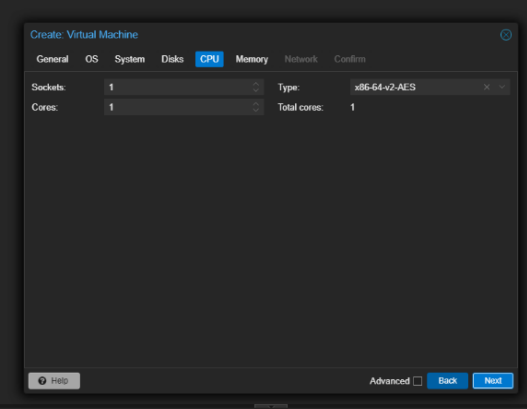 Create: Virtual Machine
General OS System Disks CPU Memory Network Confirm
Sockets: 1 Type: x86-64-v2-AES
Cores: 1 Total cores: 1
Help Advanced Back Next